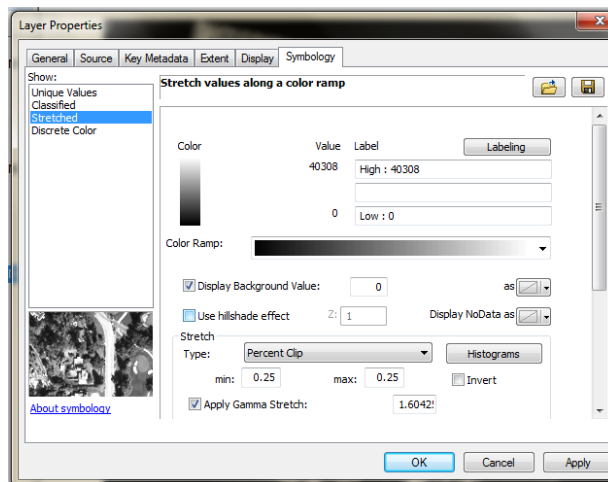 Layer Properties
General Source Key Metadata Extent Display Symbology
Show:
Unique Values
Classified
Stretched
Discrete Color
About symbology
Stretch values along a color ramp
Color Value Label Labeling
40308 High : 40308
0 Low : 0
Color Ramp:
Display Background Value: 0 as
Use hillshade effect Z: 1 Display NoData as
Stretch
Type: Percent Clip Histograms
min: 0.25 max: 0.25 Invert
Apply Gamma Stretch: 1.6042
OK Cancel Apply